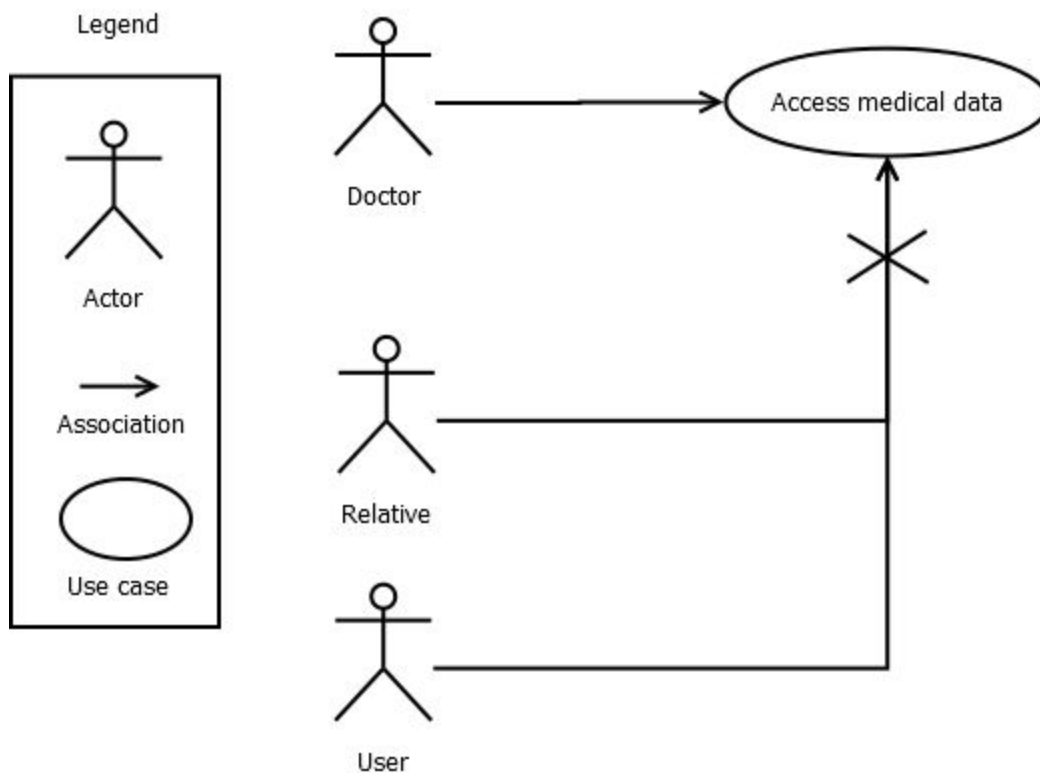 Legend
Actor
Association
Use case
Doctor
Access medical data
Relative
User